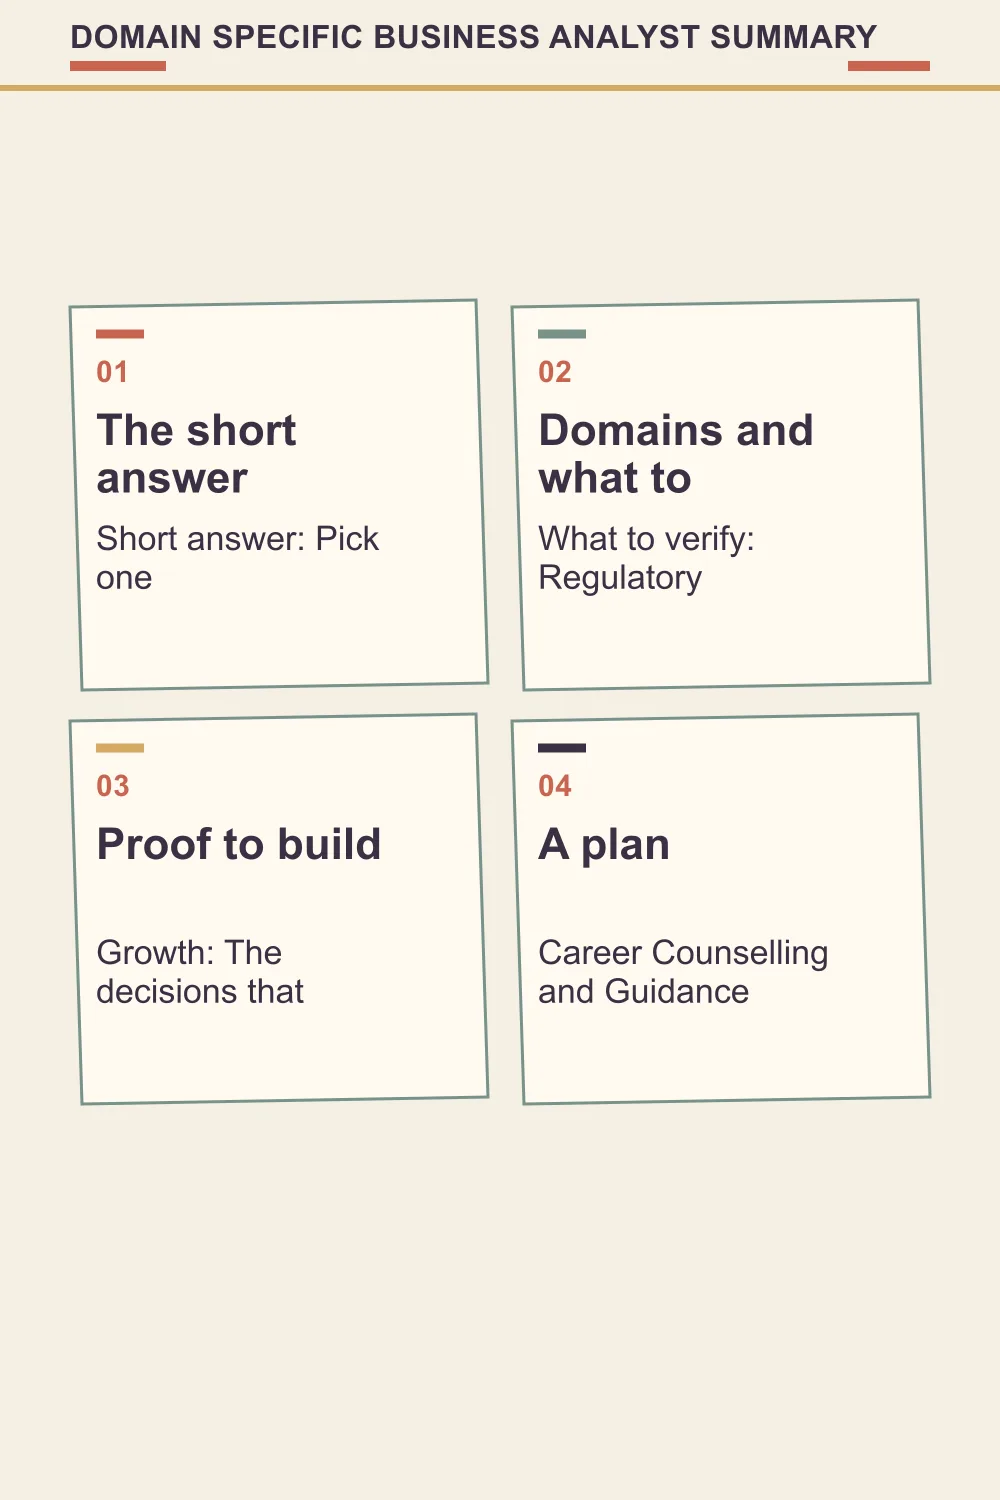 DOMAIN SPECIFIC BUSINESS ANALYST SUMMARY
01
The short
answer
Short answer: Pick
one
02
Domains and
what to
What to verify:
Regulatory
03
Proof to build
Growth: The
decisions that
04
A plan
Career Counselling
and Guidance